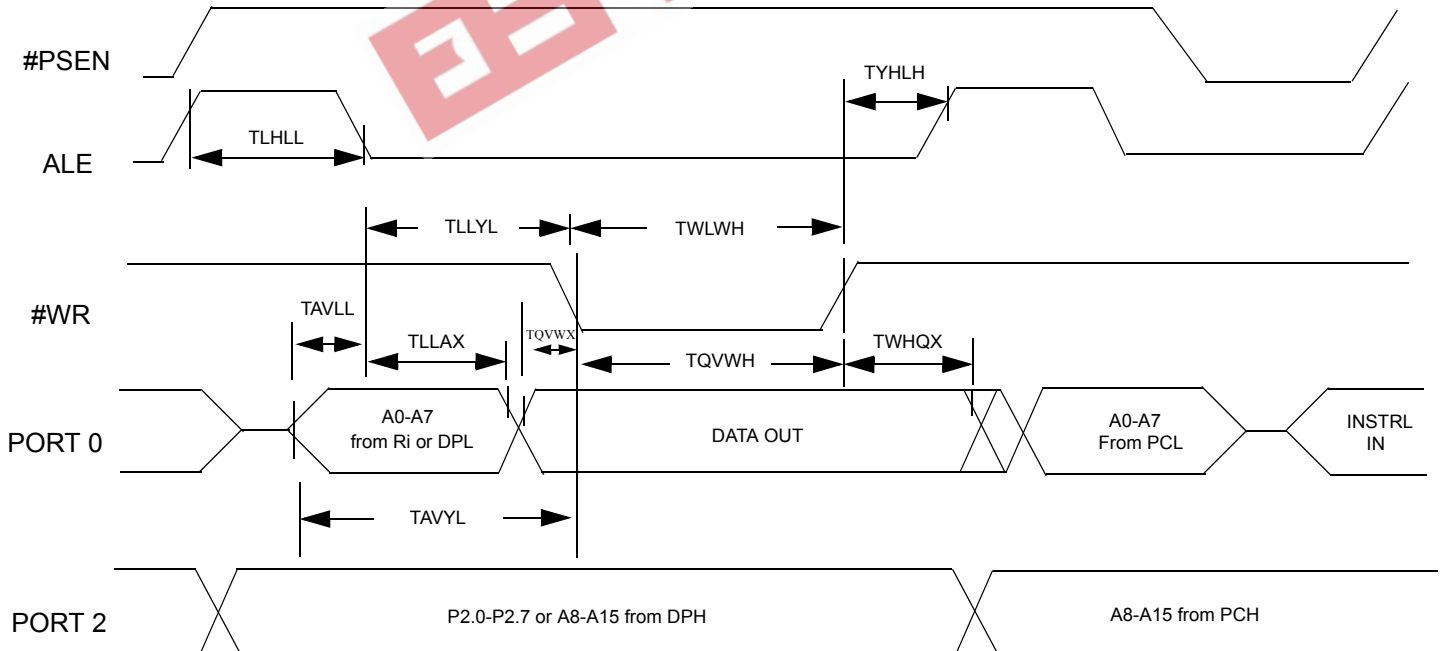 #PSEN
TYHLH
TLHLL
ALE
TLLYL
TWLWH
#WR
TAVLL
TQVWX
TLLAX
TQVWH
TWHQX
PORT 0
A0-A7
from Ri or DPL
DATA OUT
A0-A7
From PCL
INSTRL
IN
TAVYL
PORT 2
P2.0-P2.7 or A8-A15 from DPH
A8-A15 from PCH